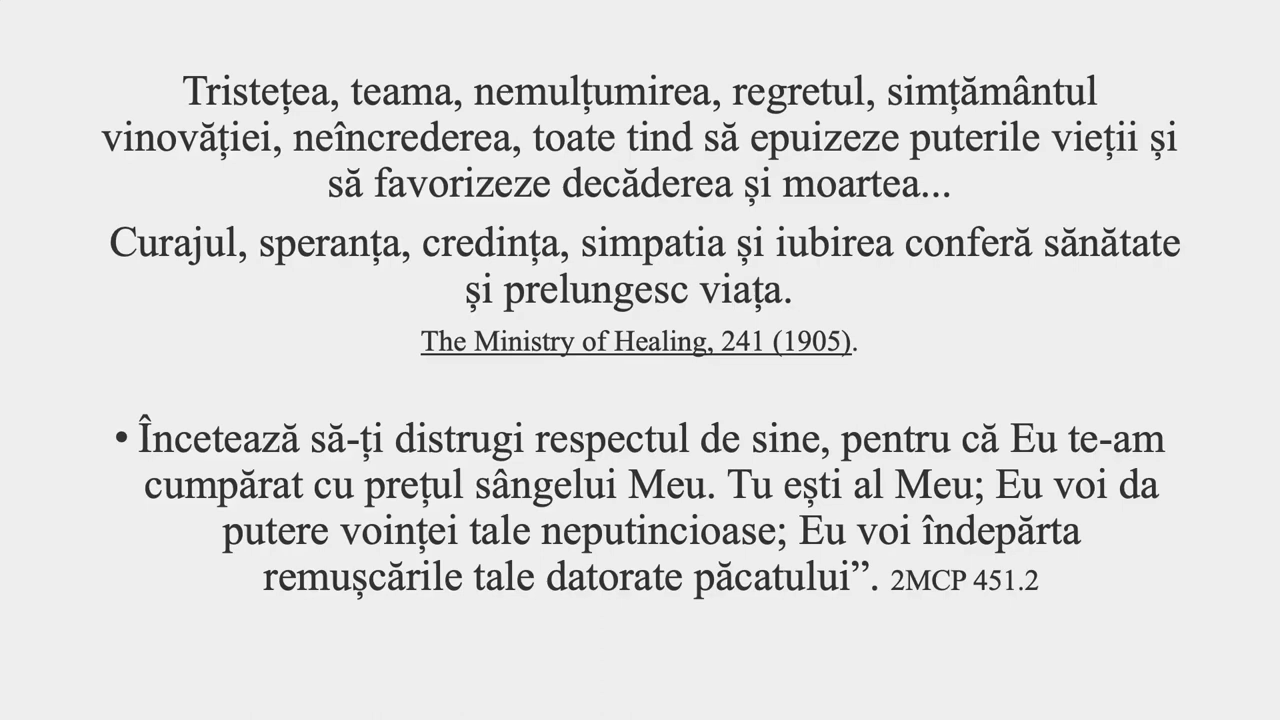 Tristețea, teama, nemulțumirea, regretul, simțământul
vinovăției, neîncrederea, toate tind să epuizeze puterile vieții și
să favorizeze decăderea și moartea...
Curajul, speranța, credința, simpatia și iubirea conferă sănătate
și prelungesc viața.
The Ministry of Healing, 241 (1905).
• Încetează să-ți distrugi respectul de sine, pentru că Eu te-am
cumpărat cu prețul sângelui Meu. Tu ești al Meu; Eu voi da
putere voinței tale neputincioase; Eu voi îndepărta
remușcările tale datorate păcatului”. 2MCP 451.2